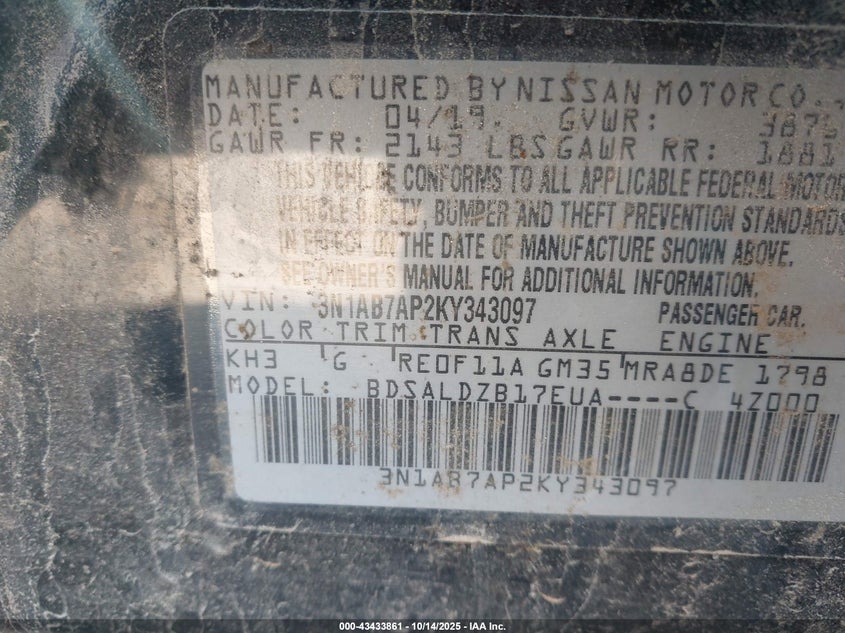 MANUFACTURED BY NISSAN MOTOR CO.,
DATE: 04/19. GVWR: 3876
GAWR FR: 2143 LBS GAWR RR: 1881
THIS VEHICLE CONFORMS TO ALL APPLICABLE FEDERAL MOTOR
VEHICLE SAFETY, BUMPER AND THEFT PREVENTION STANDARDS
IN EFFECT ON THE DATE OF MANUFACTURE SHOWN ABOVE.
SEE OWNER'S MANUAL FOR ADDITIONAL INFORMATION.
VIN: 3N1AB7AP2KY343097 PASSENGER CAR.
COLOR TRIM TRANS AXLE ENGINE
KH3 G RE0F11A GM35 MRA8DE 1798
MODEL: BDSALDZB17EUA----C 4Z000
3N1AB7AP2KY343097
000-43433861 - 10/14/2025 - IAA Inc.